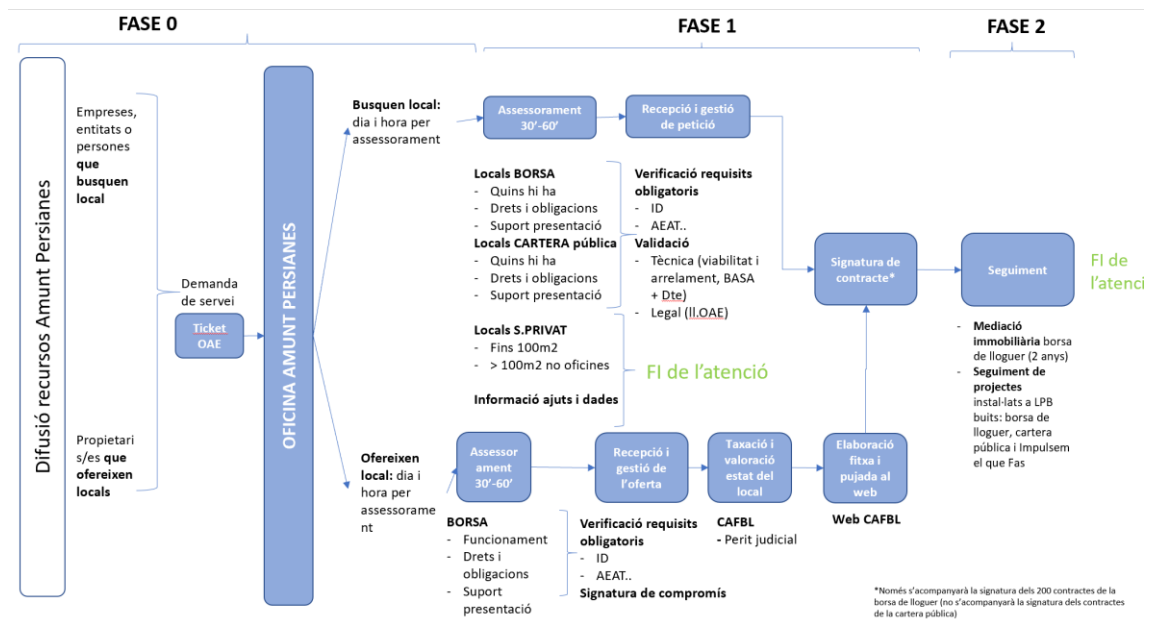 FASE 0
FASE 1
FASE 2
Difusió recursos Amunt Persianes
Empreses,
entitats o
persones
que
busquen
local
Demanda
de servei
Ticket
OAE
Propietari
s/es que
ofereixen
locals
OFICINA AMUNT PERSIANES
Busquen local:
dia i hora per
assessorament
Assessorament
30'-60'
Recepció i gestió
de petició
Locals BORSA
- Quins hi ha
- Drets i obligacions
- Suport presentació
Locals CARTERA pública
- Quins hi ha
- Drets i obligacions
- Suport presentació
Locals S.PRIVAT
- Fins 100m2
- > 100m2 no oficines
Informació ajuts i dades
Verificació requisits
obligatoris
- ID
- AEAT..
Validació
- Tècnica (viabilitat i
arrelament, BASA
+ Dte)
- Legal (ll.OAE)
FI de l'atenció
Signatura de
contracte*
Seguiment
FI de
l'atenci
- Mediació
immobiliària borsa
de lloguer (2 anys)
- Seguiment de
projectes
instal·lats a LPB
buits: borsa de
lloguer, cartera
pública i Impulsem
el que Fas
Ofereixen
local: dia i
hora per
assessorame
nt
Assessor
ament
30'-60'
Recepció i
gestió de
l'oferta
Taxació i
valoració
estat del
local
Elaboració
fitxa i
pujada al
web
BORSA
- Funcionament
- Drets i
obligacions
- Suport
presentació
Verificació requisits
obligatoris
- ID
- AEAT..
Signatura de compromís
CAFBL
- Perit judicial
Web CAFBL
*Només s'acompanyarà la signatura dels 200 contractes de la
borsa de lloguer (no s'acompanyarà la signatura dels contractes
de la cartera pública)